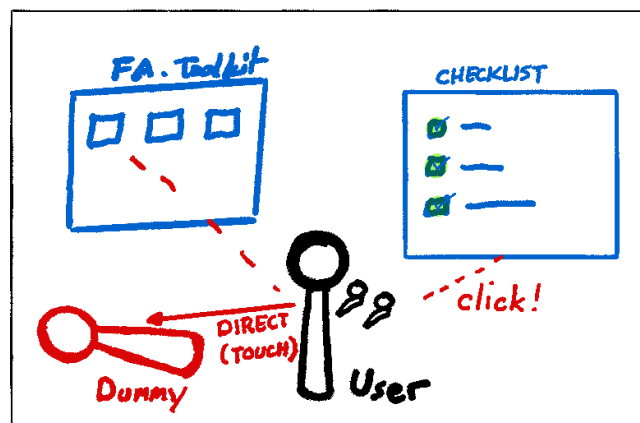 FA. Toolkit
CHECKLIST
click!
DIRECT
(TOUCH)
Dummy
User